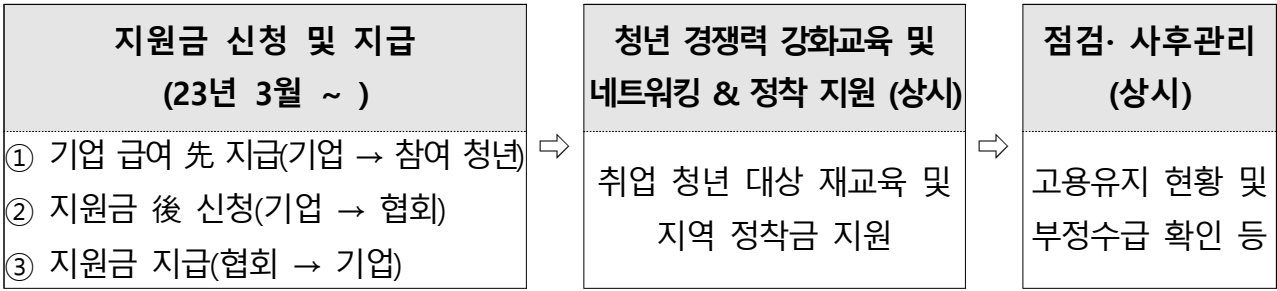 지원금 신청 및 지급
(23년 3월 ~ )
① 기업 급여 先 지급(기업 → 참여 청년)
② 지원금 後 신청(기업 → 협회)
③ 지원금 지급(협회 → 기업)
⇨
청년 경쟁력 강화교육 및
네트워킹 & 정착 지원 (상시)
취업 청년 대상 재교육 및
지역 정착금 지원
⇨
점검· 사후관리
(상시)
고용유지 현황 및
부정수급 확인 등